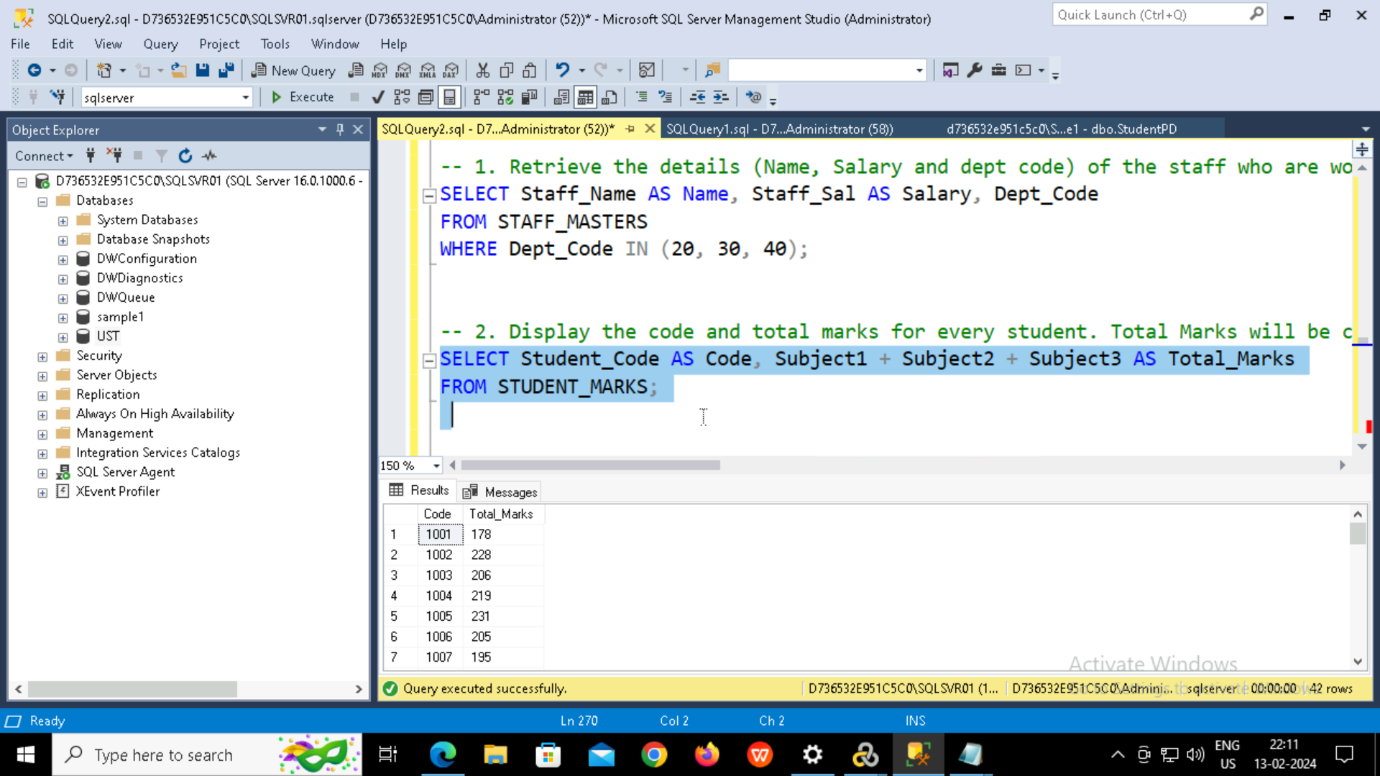 SQLQuery2.sql - D736532E951C5C0\SQLSVR01.sqlserver (D736532E951C5C0\Administrator (52))* - Microsoft SQL Server Management Studio (Administrator)
Quick Launch (Ctrl+Q)
File Edit View Query Project Tools Window Help
New Query
MDX DMX XMLA DAX
sqlserver
Execute
Object Explorer
SQLQuery2.sql - D7...Administrator (52))*
SQLQuery1.sql - D7...Administrator (58))
d736532e951c5c0\S...e1 - dbo.StudentPD
Connect
D736532E951C5C0\SQLSVR01 (SQL Server 16.0.1000.6 -
Databases
System Databases
Database Snapshots
DWConfiguration
DWDiagnostics
DWQueue
sample1
UST
Security
Server Objects
Replication
Always On High Availability
Management
Integration Services Catalogs
SQL Server Agent
XEvent Profiler
-- 1. Retrieve the details (Name, Salary and dept code) of the staff who are wo
SELECT Staff_Name AS Name, Staff_Sal AS Salary, Dept_Code
FROM STAFF_MASTERS
WHERE Dept_Code IN (20, 30, 40);
-- 2. Display the code and total marks for every student. Total Marks will be c
SELECT Student_Code AS Code, Subject1 + Subject2 + Subject3 AS Total_Marks
FROM STUDENT_MARKS;
150 %
Results Messages
Code Total_Marks
1 1001 178
2 1002 228
3 1003 206
4 1004 219
5 1005 231
6 1006 205
7 1007 195
Activate Windows
Query executed successfully.
D736532E951C5C0\SQLSVR01 (1...
D736532E951C5C0\Admini...
sqlserver
00:00:00
42 rows
Ready
Ln 270
Col 2
Ch 2
INS
Type here to search
ENG
US
22:11
13-02-2024